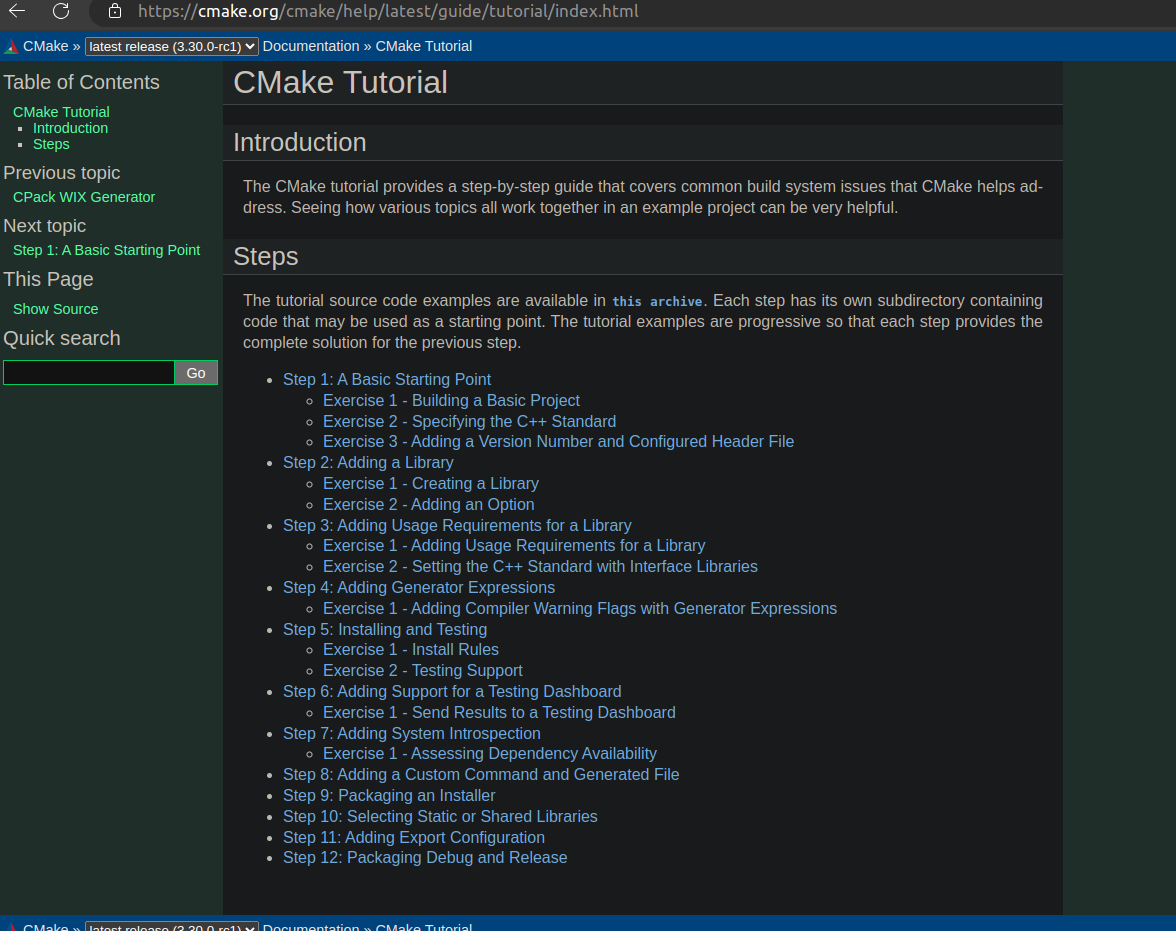 https://cmake.org/cmake/help/latest/guide/tutorial/index.html
CMake » latest release (3.30.0-rc1) Documentation » CMake Tutorial
Table of Contents
CMake Tutorial
Introduction
Steps
Previous topic
CPack WIX Generator
Next topic
Step 1: A Basic Starting Point
This Page
Show Source
Quick search
Go
CMake Tutorial
Introduction
The CMake tutorial provides a step-by-step guide that covers common build system issues that CMake helps ad-
dress. Seeing how various topics all work together in an example project can be very helpful.
Steps
The tutorial source code examples are available in this archive. Each step has its own subdirectory containing
code that may be used as a starting point. The tutorial examples are progressive so that each step provides the
complete solution for the previous step.
Step 1: A Basic Starting Point
Exercise 1 - Building a Basic Project
Exercise 2 - Specifying the C++ Standard
Exercise 3 - Adding a Version Number and Configured Header File
Step 2: Adding a Library
Exercise 1 - Creating a Library
Exercise 2 - Adding an Option
Step 3: Adding Usage Requirements for a Library
Exercise 1 - Adding Usage Requirements for a Library
Exercise 2 - Setting the C++ Standard with Interface Libraries
Step 4: Adding Generator Expressions
Exercise 1 - Adding Compiler Warning Flags with Generator Expressions
Step 5: Installing and Testing
Exercise 1 - Install Rules
Exercise 2 - Testing Support
Step 6: Adding Support for a Testing Dashboard
Exercise 1 - Send Results to a Testing Dashboard
Step 7: Adding System Introspection
Exercise 1 - Assessing Dependency Availability
Step 8: Adding a Custom Command and Generated File
Step 9: Packaging an Installer
Step 10: Selecting Static or Shared Libraries
Step 11: Adding Export Configuration
Step 12: Packaging Debug and Release
CMake » latest release (3.30.0-rc1) Documentation » CMake Tutorial